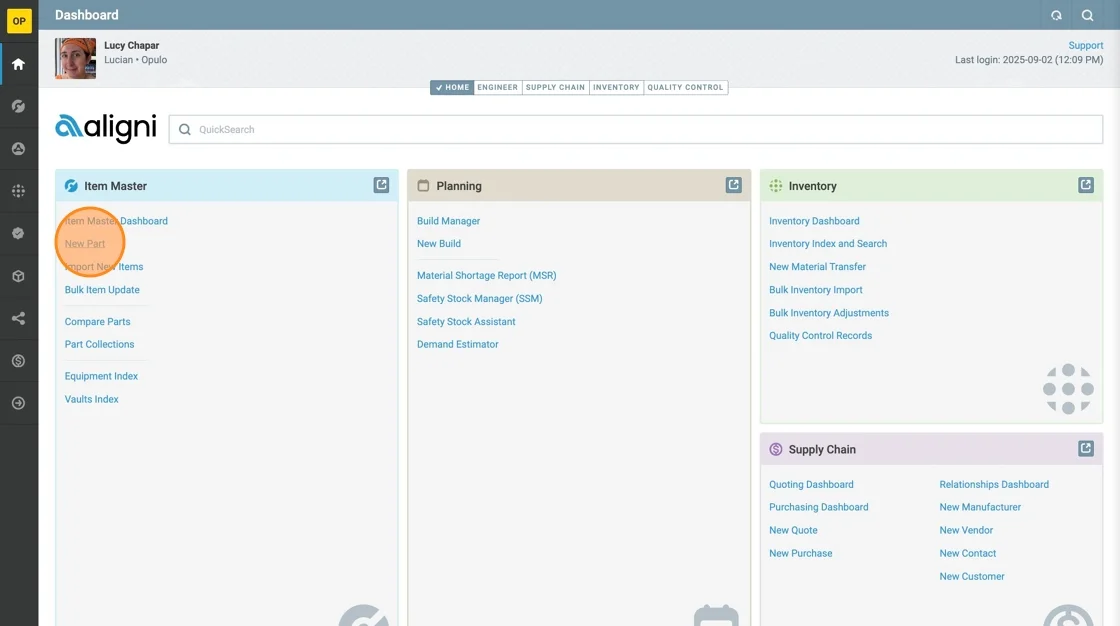 OP
Dashboard
Lucy Chapar
Lucian • Opulo
Support
Last login: 2025-09-02 (12:09 PM)
HOME ENGINEER SUPPLY CHAIN INVENTORY QUALITY CONTROL
aligni
QuickSearch
Item Master
Item Master Dashboard
New Part
Import New Items
Bulk Item Update
Compare Parts
Part Collections
Equipment Index
Vaults Index
Planning
Build Manager
New Build
Material Shortage Report (MSR)
Safety Stock Manager (SSM)
Safety Stock Assistant
Demand Estimator
Inventory
Inventory Dashboard
Inventory Index and Search
New Material Transfer
Bulk Inventory Import
Bulk Inventory Adjustments
Quality Control Records
Supply Chain
Quoting Dashboard
Purchasing Dashboard
New Quote
New Purchase
Relationships Dashboard
New Manufacturer
New Vendor
New Contact
New Customer